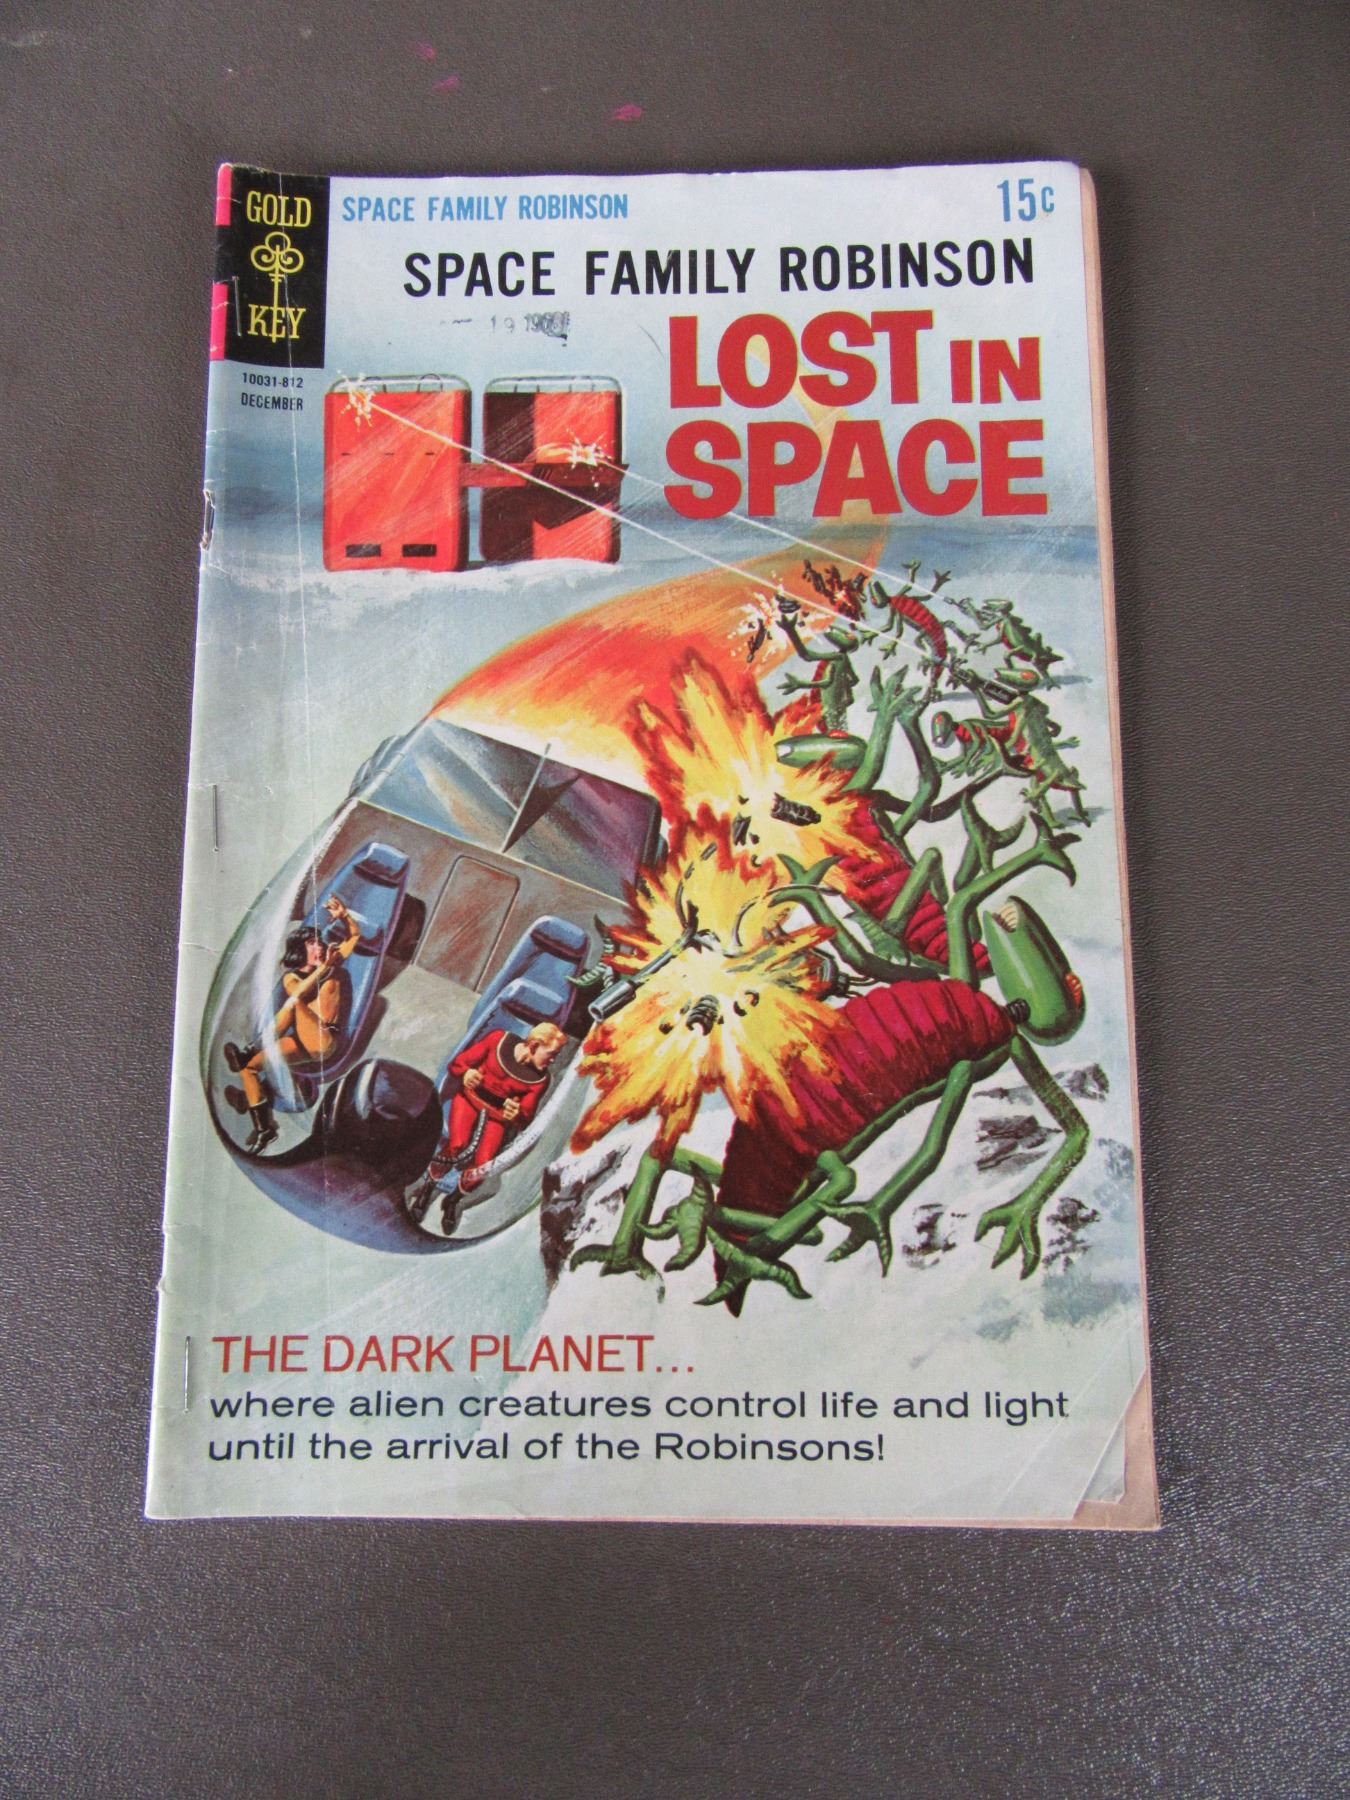 GOLD
KEY
SPACE FAMILY ROBINSON
15c
SPACE FAMILY ROBINSON
19
LOST IN
SPACE
10031-812
DECEMBER
THE DARK PLANET...
where alien creatures control life and light
until the arrival of the Robinsons!